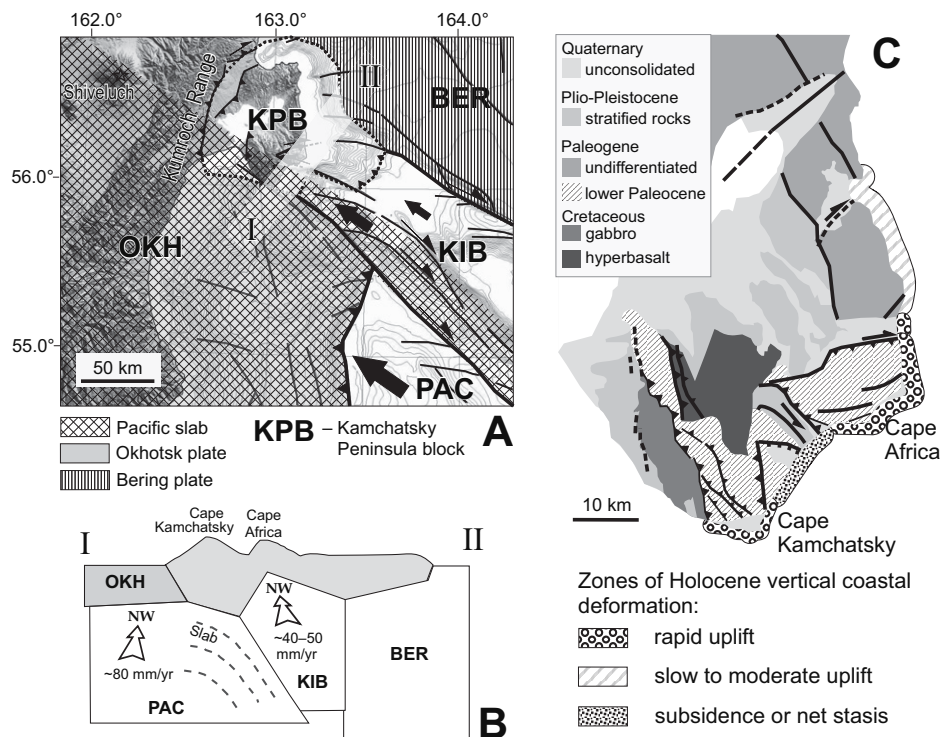 162.0°
163.0°
164.0°
Shiveluch
Kumroch Range
KPB
II
BER
56.0°
I
OKH
KIB
55.0°
50 km
PAC
Pacific slab
Okhotsk plate
Bering plate
KPB – Kamchatsky
Peninsula block
A
I
Cape
Kamchatsky
Cape
Africa
II
OKH
NW
~80 mm/yr
Slab
PAC
NW
~40–50
mm/yr
KIB
BER
B
C
Quaternary
unconsolidated
Plio-Pleistocene
stratified rocks
Paleogene
undifferentiated
lower Paleocene
Cretaceous
gabbro
hyperbasalt
10 km
Cape
Africa
Cape
Kamchatsky
Zones of Holocene vertical coastal
deformation:
rapid uplift
slow to moderate uplift
subsidence or net stasis